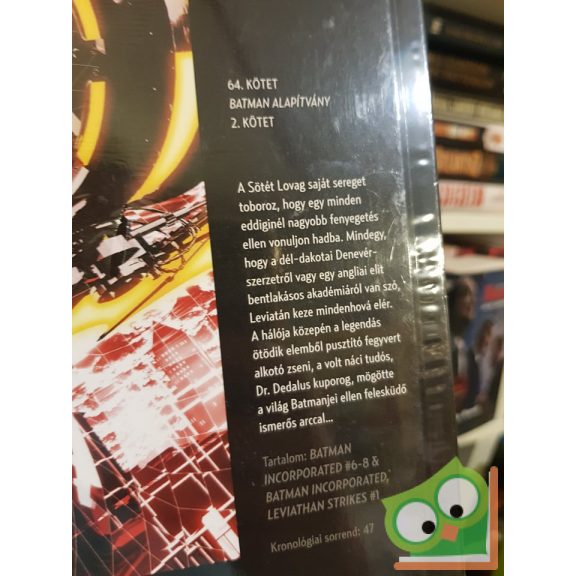 64. KÖTET
BATMAN ALAPÍTVÁNY
2. KÖTET
A Sötét Lovag saját sereget
toboroz, hogy egy minden
eddiginél nagyobb fenyegetés
ellen vonuljon hadba. Mindegy,
hogy a dél-dakotai Denevér-
szerzetről vagy egy angliai elit
bentlakásos akadémiáról van szó,
Leviatán keze mindenhová elér.
A hálója közepén a legendás
ötödik elemből pusztító fegyvert
alkotó zseni, a volt náci tudós,
Dr. Dedalus kuporog, mögötte
a világ Batmanjei ellen felesküdő
ismerős arccal...
Tartalom: BATMAN
INCORPORATED #6-8 &
BATMAN INCORPORATED,
LEVIATHAN STRIKES #1
Kronológiai sorrend: 47